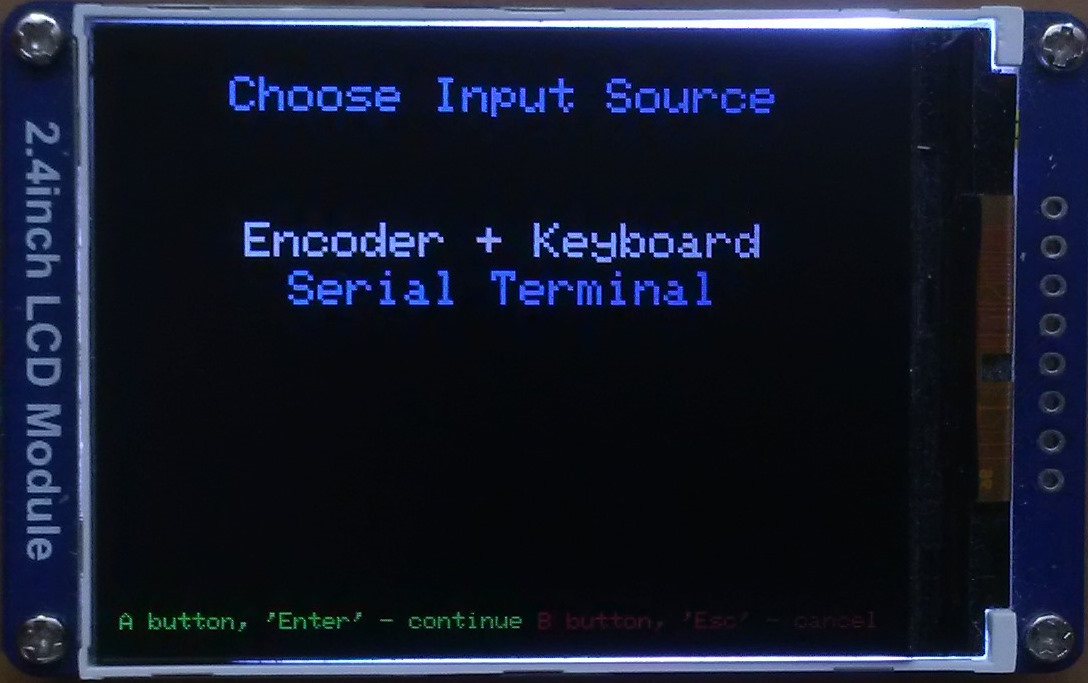 Choose Input Source
Encoder + Keyboard
Serial Terminal
A button, 'Enter' - continue B button, 'Esc' - cancel
2.4inch LCD Module